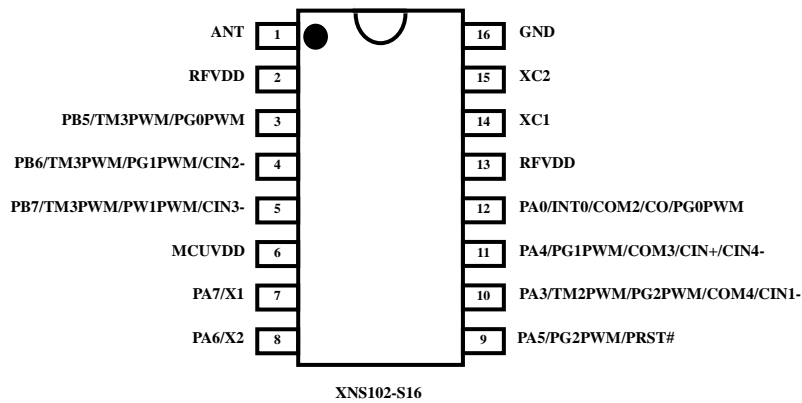 ANT 1 16 GND
RFVDD 2 15 XC2
PB5/TM3PWM/PG0PWM 3 14 XC1
PB6/TM3PWM/PG1PWM/CIN2- 4 13 RFVDD
PB7/TM3PWM/PW1PWM/CIN3- 5 12 PA0/INT0/COM2/CO/PG0PWM
MCUVDD 6 11 PA4/PG1PWM/COM3/CIN+/CIN4-
PA7/X1 7 10 PA3/TM2PWM/PG2PWM/COM4/CIN1-
PA6/X2 8 9 PA5/PG2PWM/PRST#
XNS102-S16